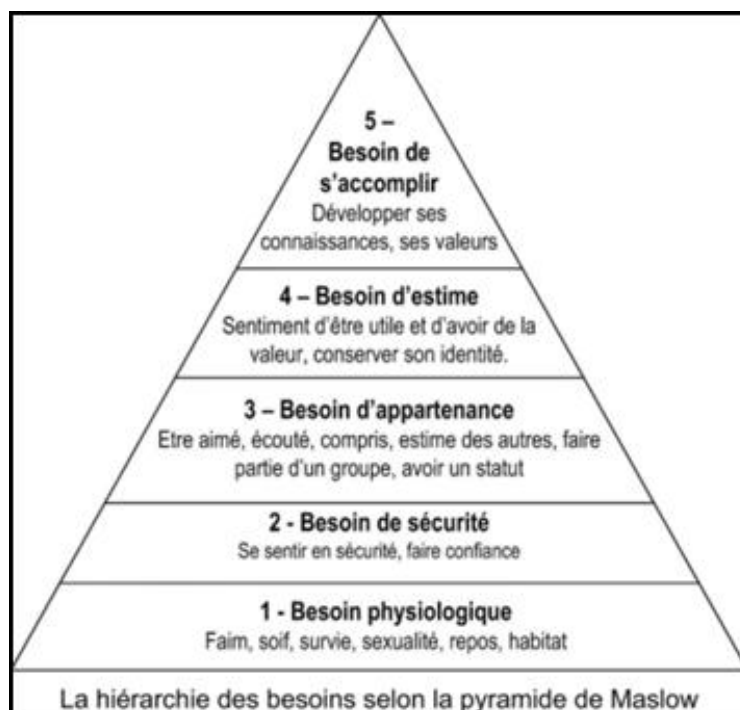 5 –
Besoin de
s'accomplir
Développer ses
connaissances, ses valeurs
4 – Besoin d'estime
Sentiment d'être utile et d'avoir de la
valeur, conserver son identité.
3 – Besoin d'appartenance
Etre aimé, écouté, compris, estime des autres, faire
partie d'un groupe, avoir un statut
2 - Besoin de sécurité
Se sentir en sécurité, faire confiance
1 - Besoin physiologique
Faim, soif, survie, sexualité, repos, habitat
La hiérarchie des besoins selon la pyramide de Maslow